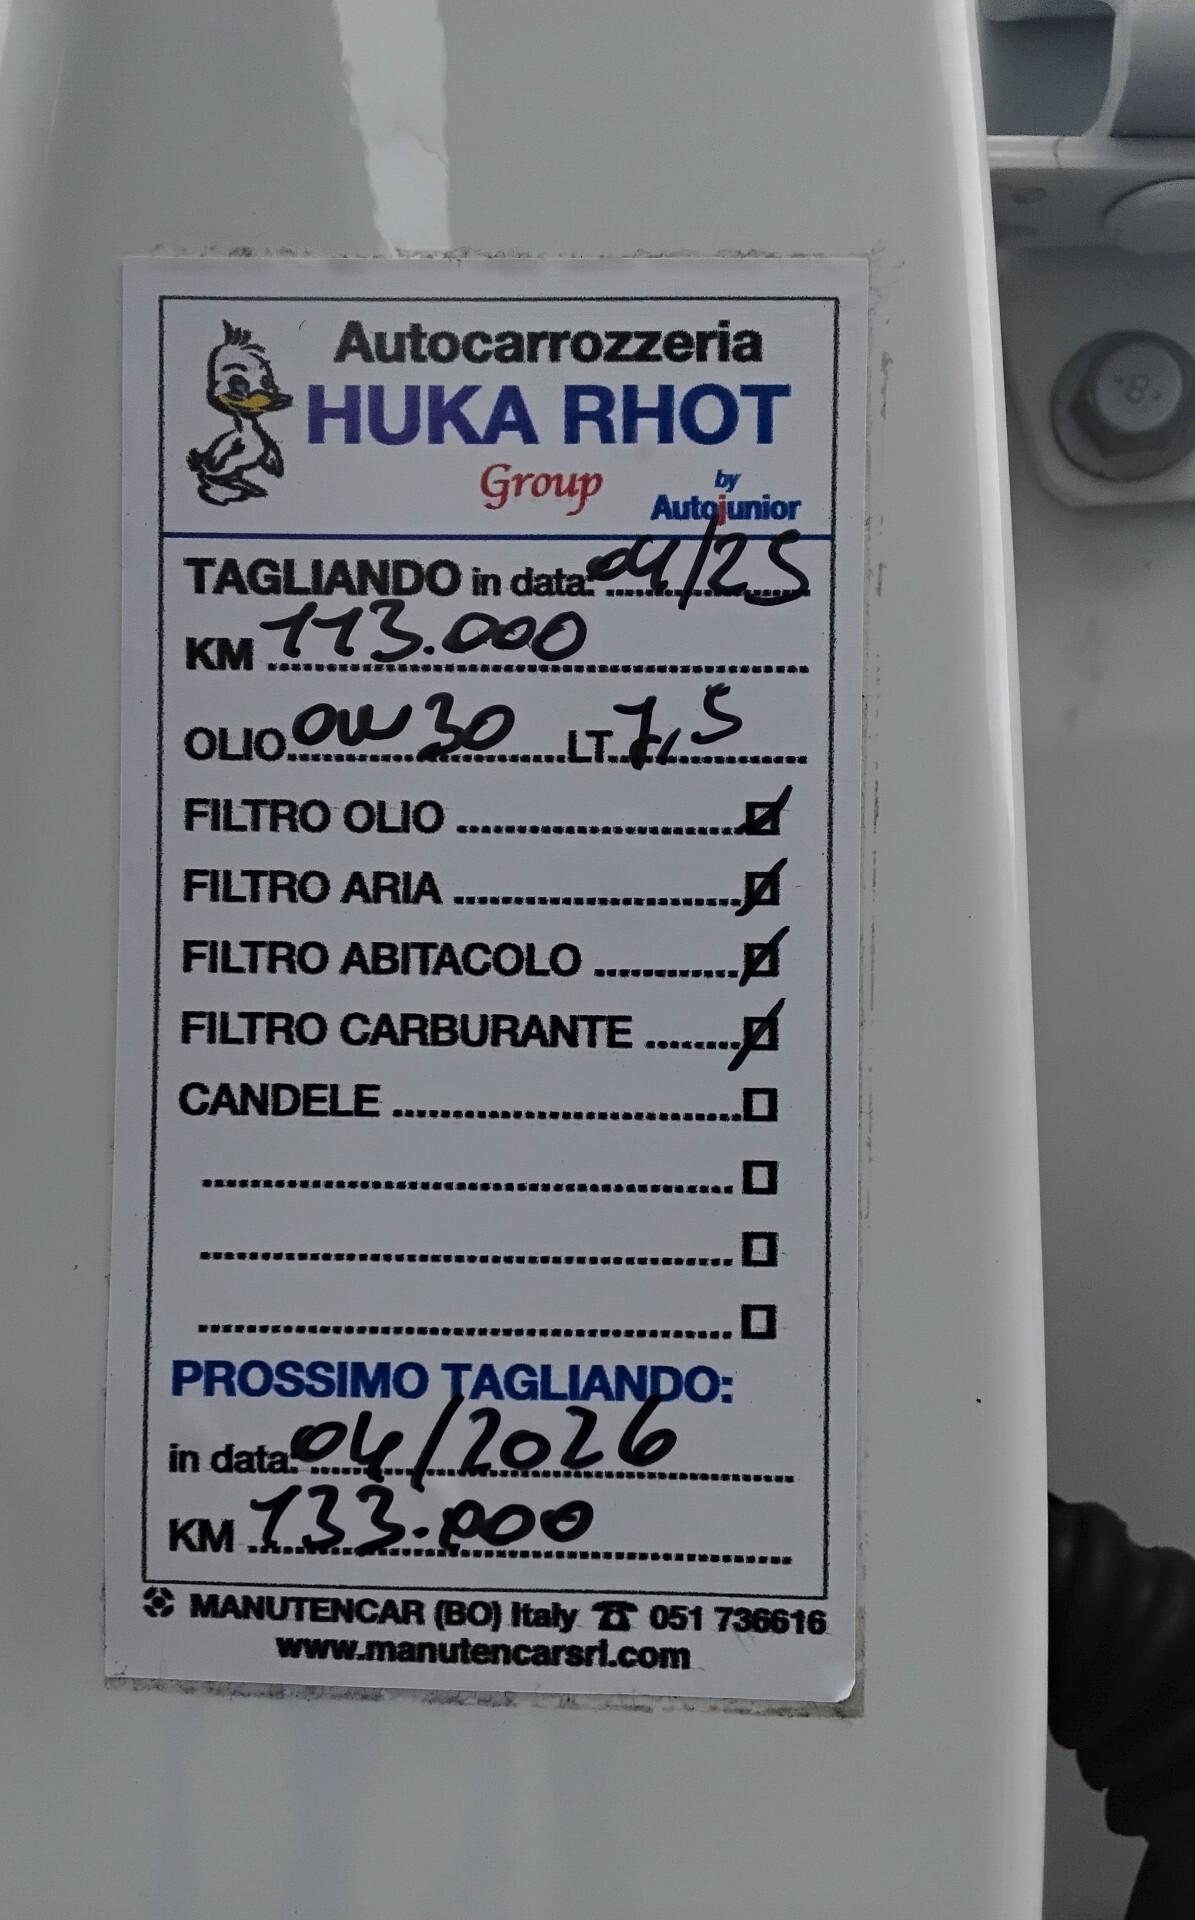 Autocarrozzeria
HUKA RHOT
Group
by
Autojunior
TAGLIANDO in data: 04/25
KM 113.000
OLIO 0W30 LT 7,5
FILTRO OLIO
FILTRO ARIA
FILTRO ABITACOLO
FILTRO CARBURANTE
CANDELE
PROSSIMO TAGLIANDO:
in data: 04/2026
KM 133.000
MANUTENCAR (BO) Italy ☎ 051 736616
www.manutencarsrl.com
8